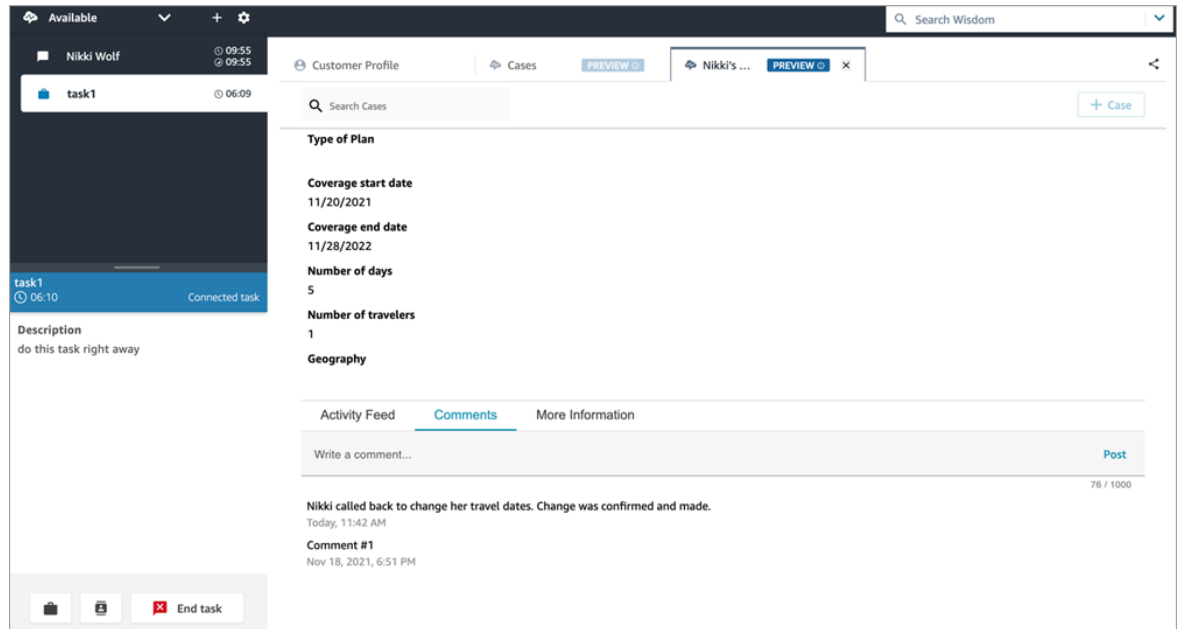 Available
Search Wisdom
Nikki Wolf
09:55
09:55
task1
06:09
task1
06:10
Connected task
Description
do this task right away
End task
Customer Profile
Cases
PREVIEW
Nikki's ...
PREVIEW
Search Cases
+ Case
Type of Plan
Coverage start date
11/20/2021
Coverage end date
11/28/2022
Number of days
5
Number of travelers
1
Geography
Activity Feed
Comments
More Information
Write a comment...
Post
76 / 1000
Nikki called back to change her travel dates. Change was confirmed and made.
Today, 11:42 AM
Comment #1
Nov 18, 2021, 6:51 PM